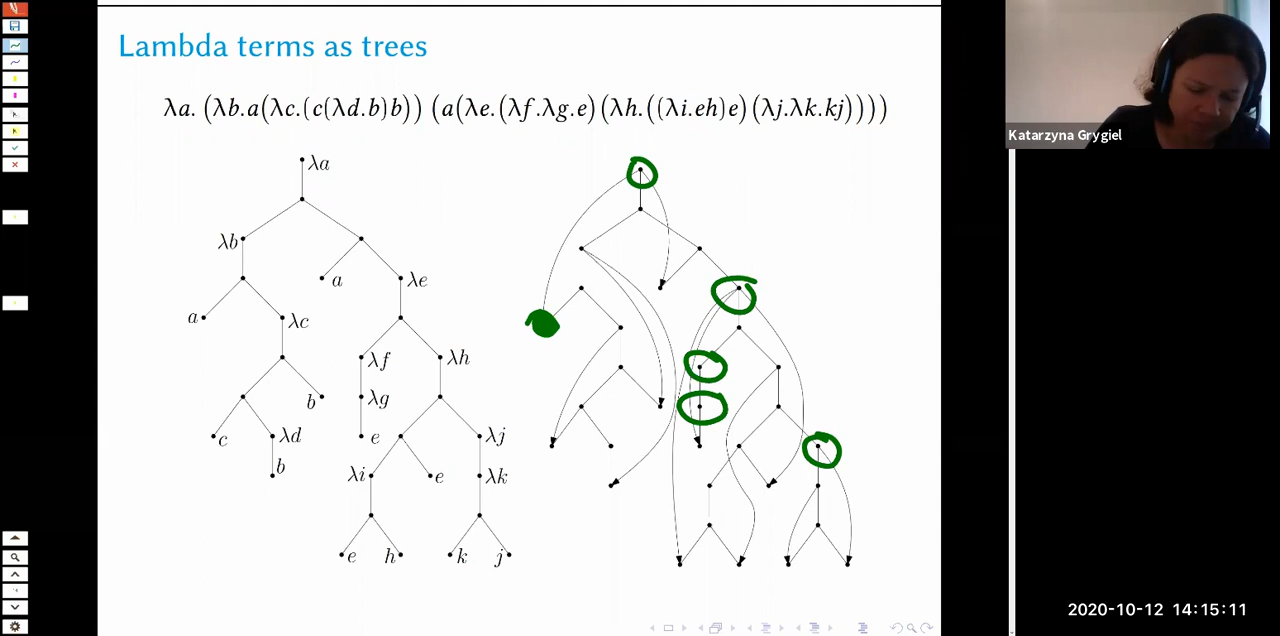 Lambda terms as trees
λa. (λb.a(λc.(c(λd.b)b)) (a(λe.(λf.λg.e)(λh.((λi.eh)e)(λj.λk.kj))))
λa
λb
a
λe
a
λc
λf
λh
b
λg
c
λd
e
λj
b
λi
e
λk
e
h
k
j
Katarzyna Grygiel
2020-10-12 14:15:11